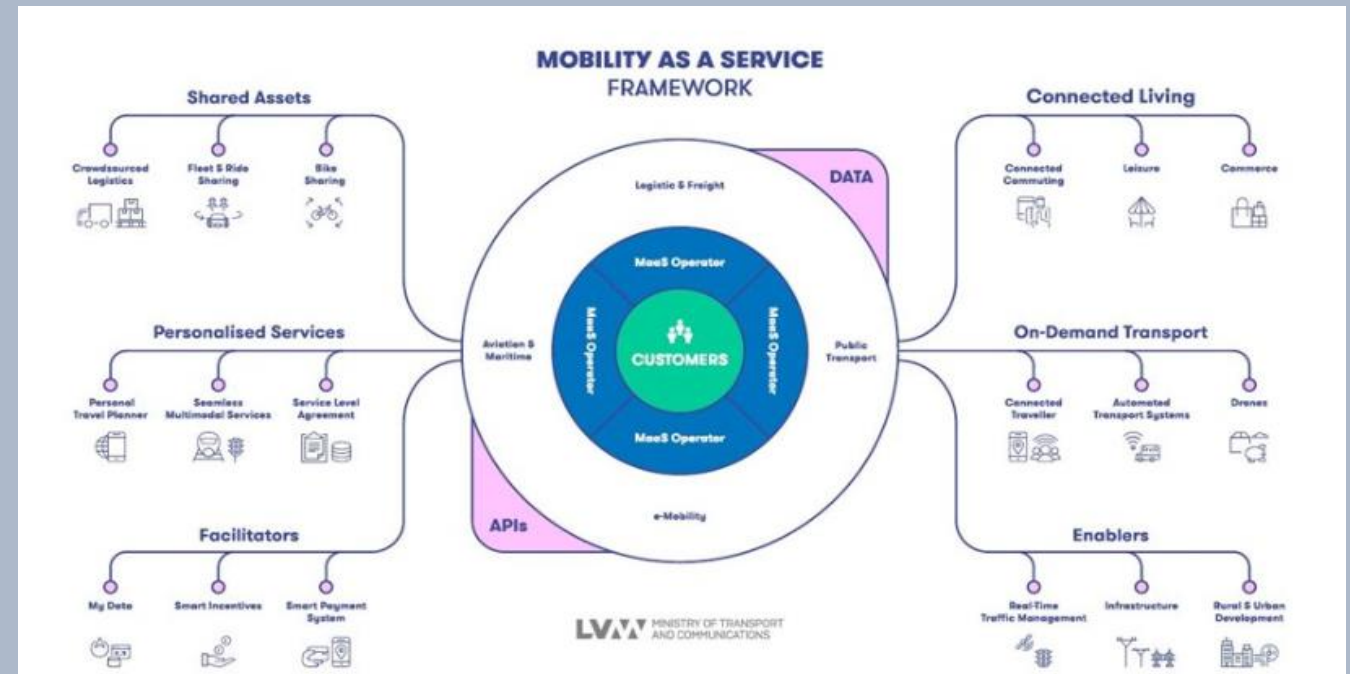 MOBILITY AS A SERVICE
FRAMEWORK
Shared Assets
Crowdsourced
Logistics
Fleet & Ride
Sharing
Bike
Sharing
Personalised Services
Personal
Travel Planner
Seamless
Multimodal Services
Service Level
Agreement
Facilitators
My Data
Smart Incentives
Smart Payment
System
DATA
Logistic & Freight
MaaS Operator
MaaS Operator
CUSTOMERS
MaaS Operator
MaaS Operator
Aviation &
Maritime
Public
Transport
e-Mobility
APIs
Connected Living
Connected
Commuting
Leisure
Commerce
On-Demand Transport
Connected
Traveller
Automated
Transport Systems
Drones
Enablers
Real-Time
Traffic Management
Infrastructure
Rural & Urban
Development
LVM MINISTRY OF TRANSPORT
AND COMMUNICATIONS